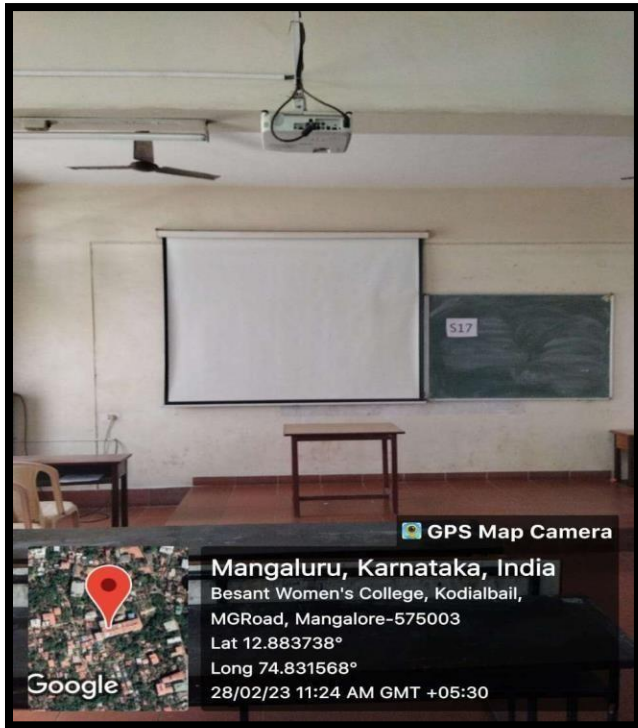 S17
GPS Map Camera
Mangaluru, Karnataka, India
Besant Women's College, Kodialbail,
MGRoad, Mangalore-575003
Lat 12.883738°
Long 74.831568°
28/02/23 11:24 AM GMT +05:30
Google